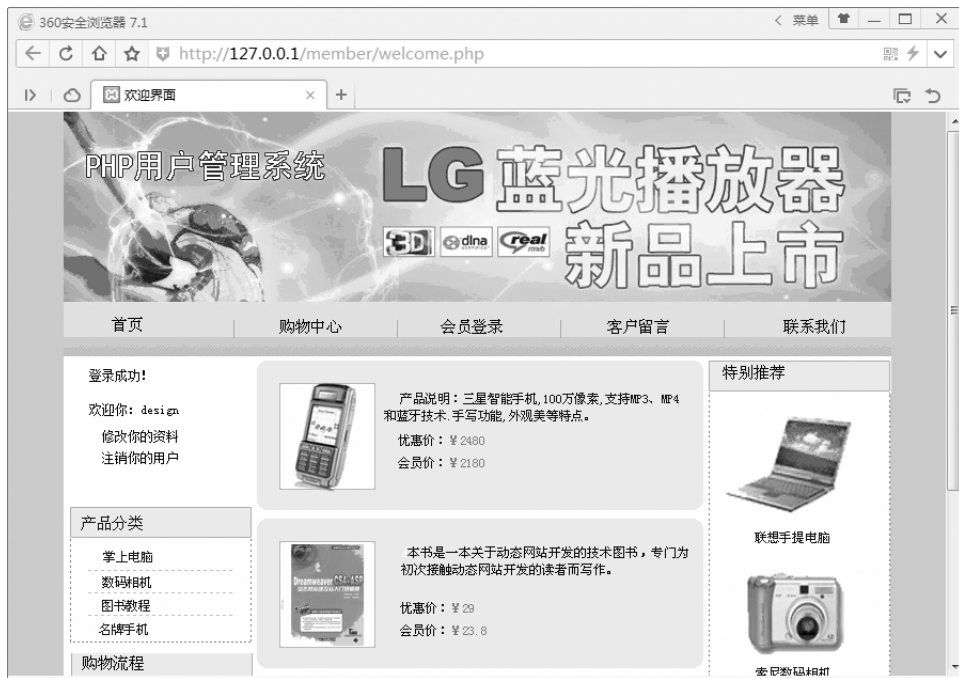 360安全浏览器 7.1
菜单
http://127.0.0.1/member/welcome.php
欢迎界面
PHP用户管理系统
LG 蓝光播放器
新品上市
3D
dlna
real
首页
购物中心
会员登录
客户留言
联系我们
登录成功!
欢迎你: design
修改你的资料
注销你的用户
产品分类
掌上电脑
数码相机
图书教程
名牌手机
购物流程
产品说明：三星智能手机,100万像素,支持MP3、MP4
和蓝牙技术.手写功能,外观美等特点。
优惠价：￥2480
会员价：￥2180
Dreamweaver CS4+ASP
本书是一本关于动态网站开发的技术图书，专门为
初次接触动态网站开发的读者而写作。
优惠价：￥29
会员价：￥23.8
特别推荐
联想手提电脑
索尼数码相机